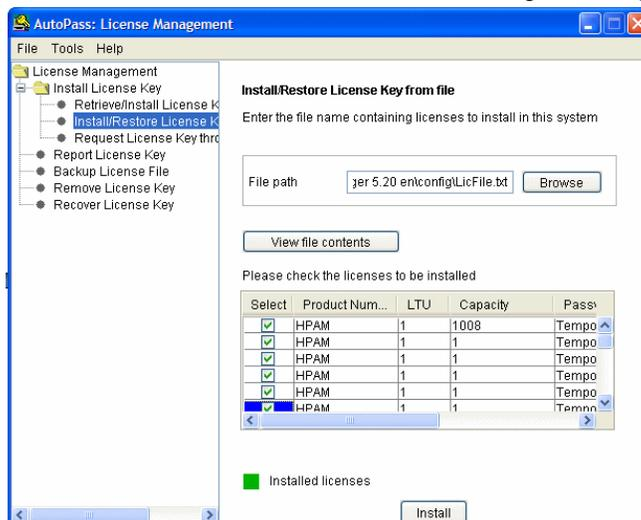 AutoPass: License Management
File Tools Help
License Management
Install License Key
Retrieve/Install License K
Install/Restore License K
Request License Key thro
Report License Key
Backup License File
Remove License Key
Recover License Key
Install/Restore License Key from file
Enter the file name containing licenses to install in this system
File path ger 5.20 en\config\LicFile.txt Browse
View file contents
Please check the licenses to be installed
Select Product Num... LTU Capacity Passv
HPAM 1 1008 Tempo
HPAM 1 1 Tempo
HPAM 1 1 Tempo
HPAM 1 1 Tempo
HPAM 1 1 Tempo
HPAM 1 1 Tempo
Installed licenses
Install